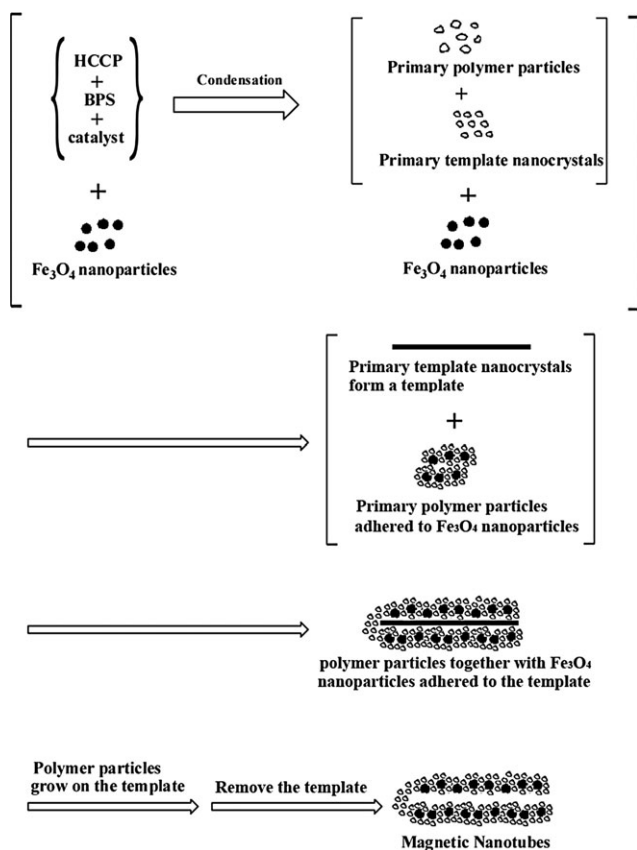 HCCP
+
BPS
+
catalyst
+
Fe₃O₄ nanoparticles
Condensation
Primary polymer particles
+
Primary template nanocrystals
+
Fe₃O₄ nanoparticles
Primary template nanocrystals
form a template
+
Primary polymer particles
adhered to Fe₃O₄ nanoparticles
polymer particles together with Fe₃O₄
nanoparticles adhered to the template
Polymer particles
grow on the template
Remove the template
Magnetic Nanotubes